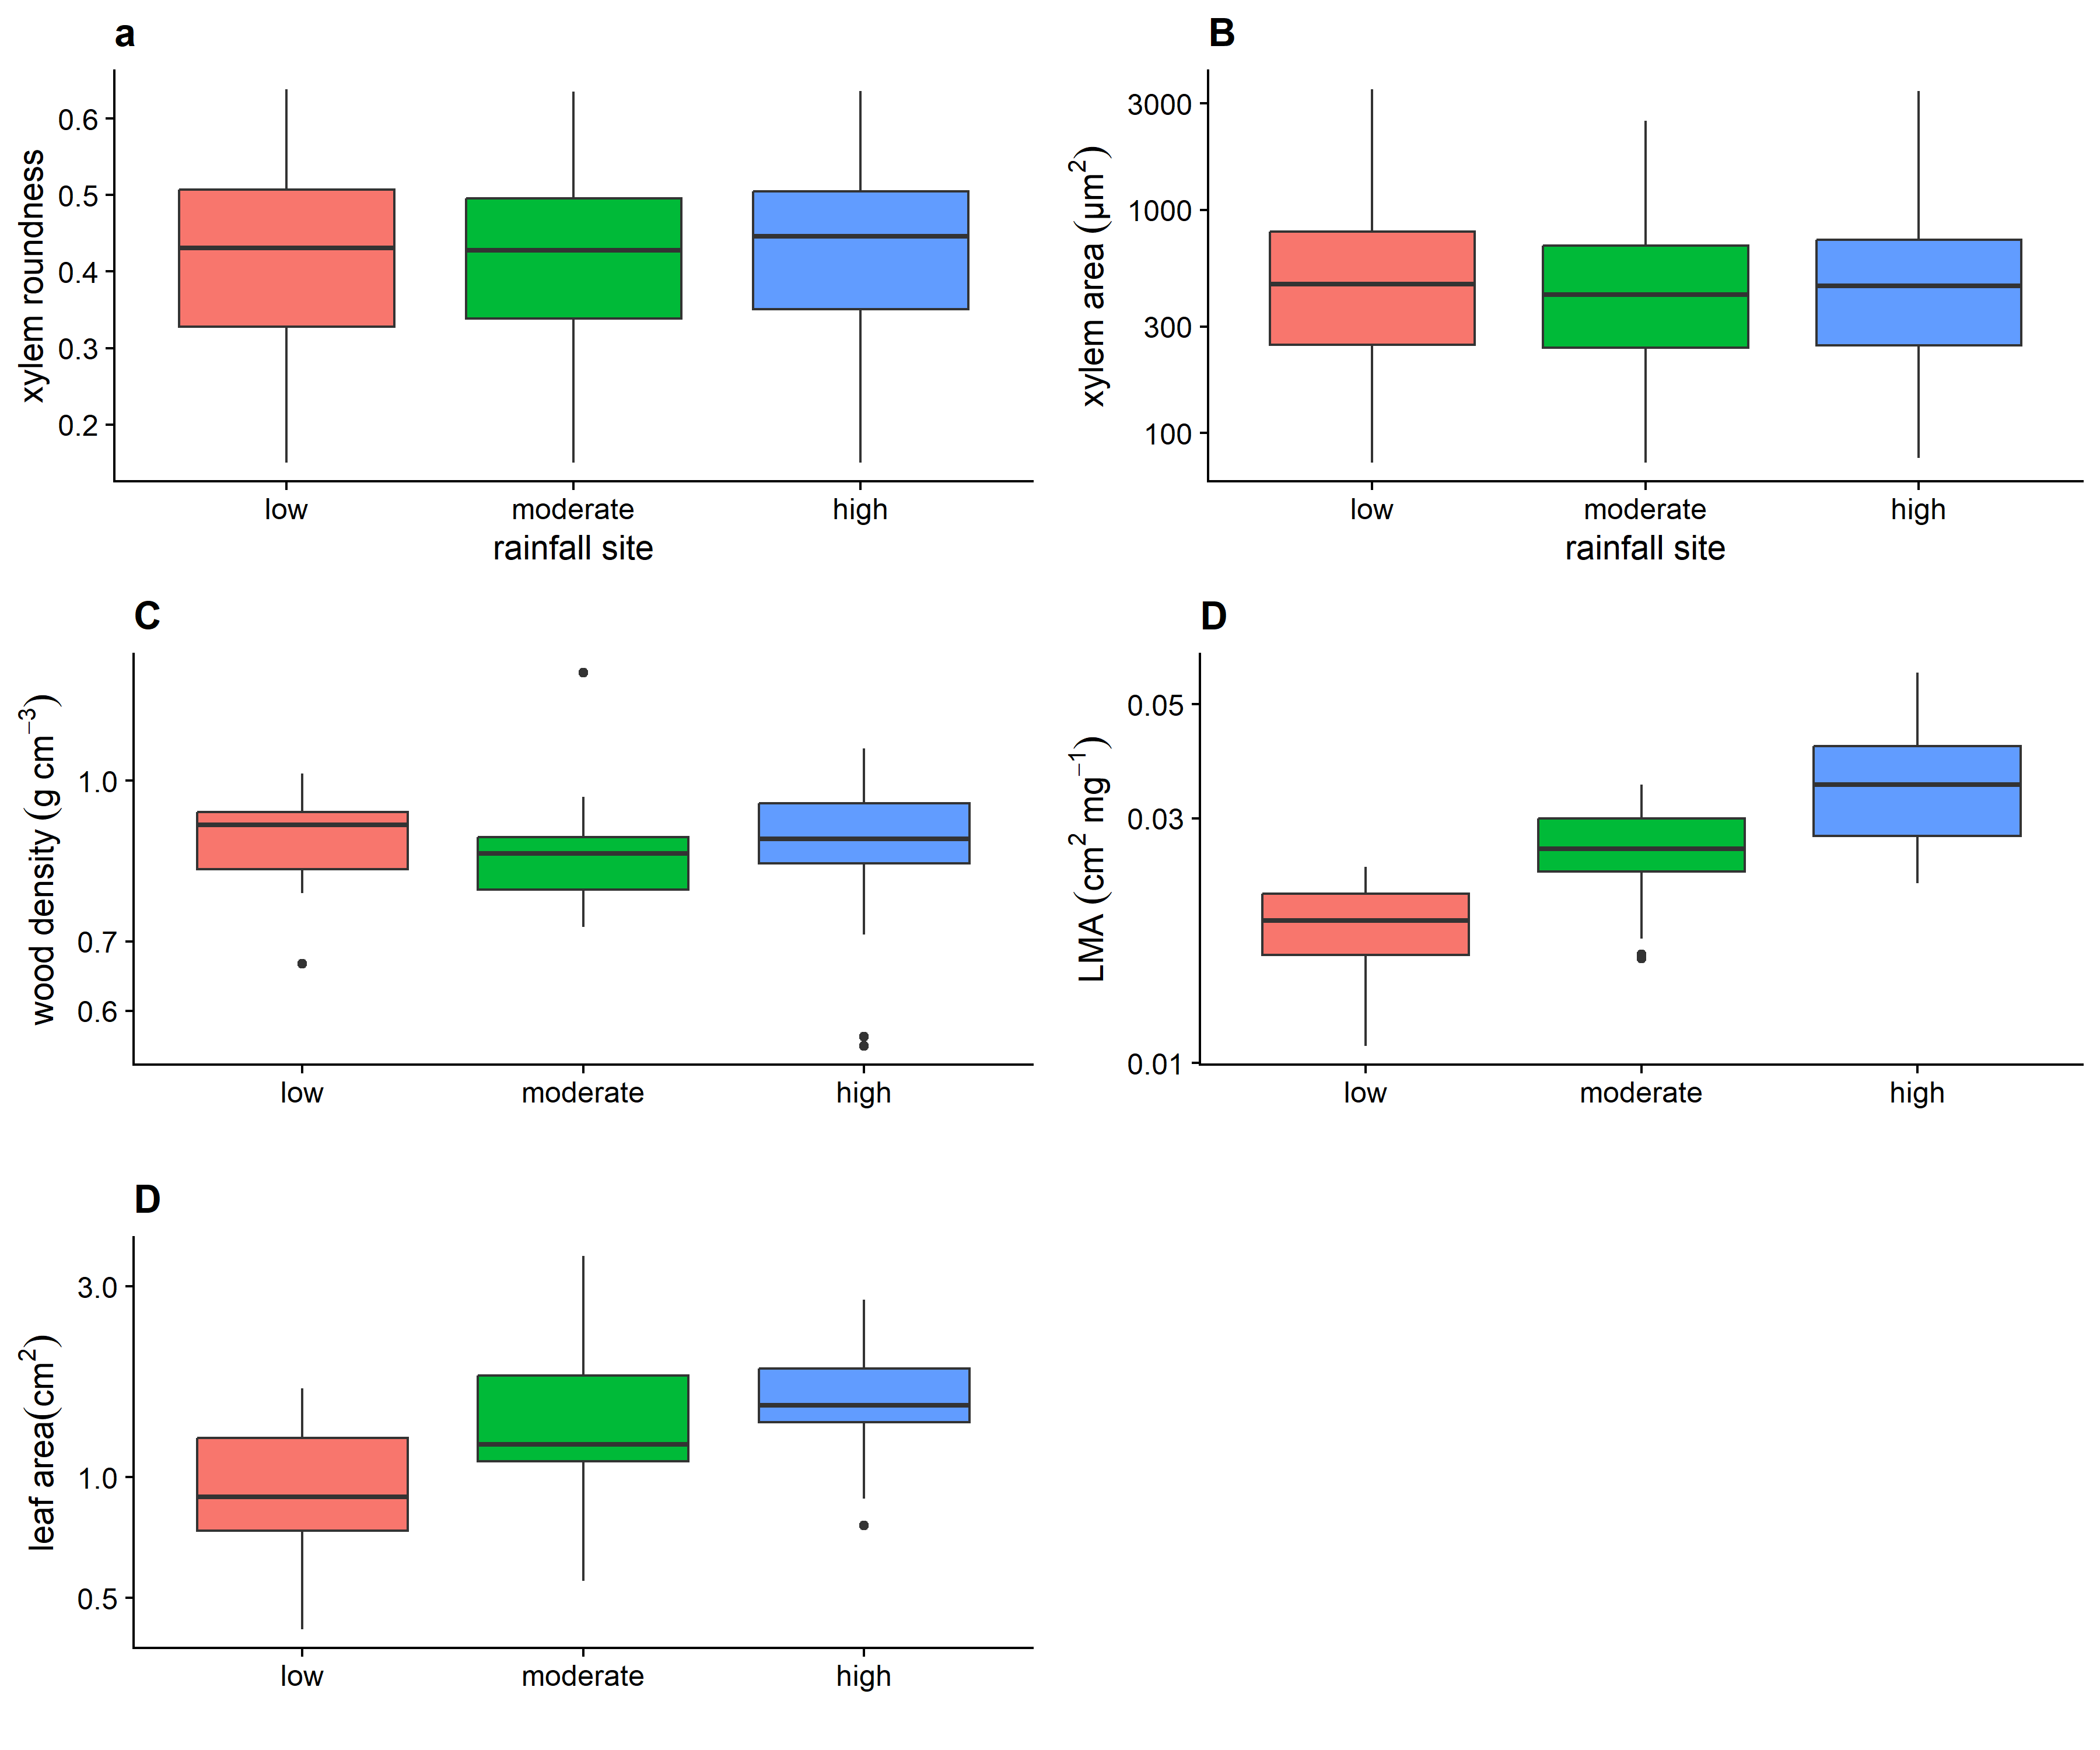 a
xylem roundness
0.6
0.5
0.4
0.3
0.2
low moderate high
rainfall site
B
xylem area (µm²)
3000
1000
300
100
low moderate high
rainfall site
C
wood density (g cm⁻³)
1.0
0.7
0.6
low moderate high
D
LMA (cm² mg⁻¹)
0.05
0.03
0.01
low moderate high
D
leaf area(cm²)
3.0
1.0
0.5
low moderate high